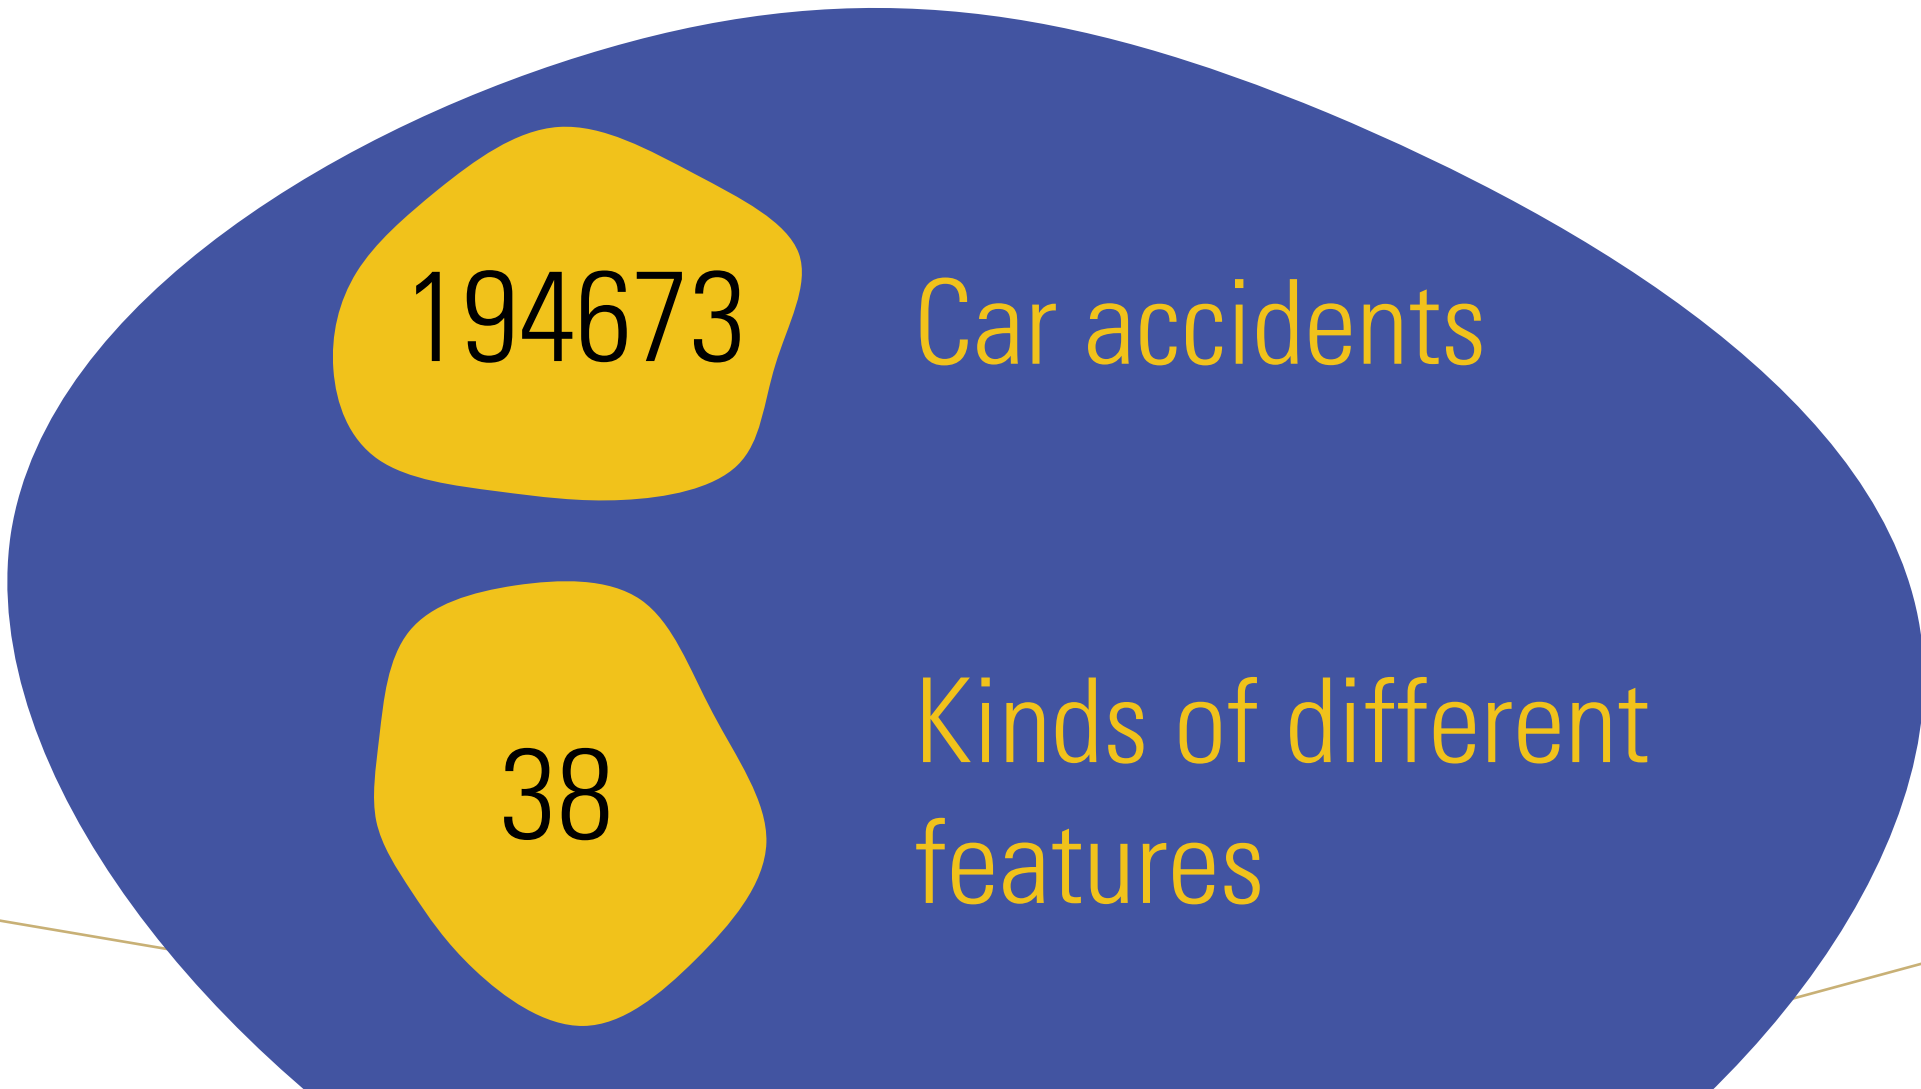 194673
Car accidents
38
Kinds of different
features